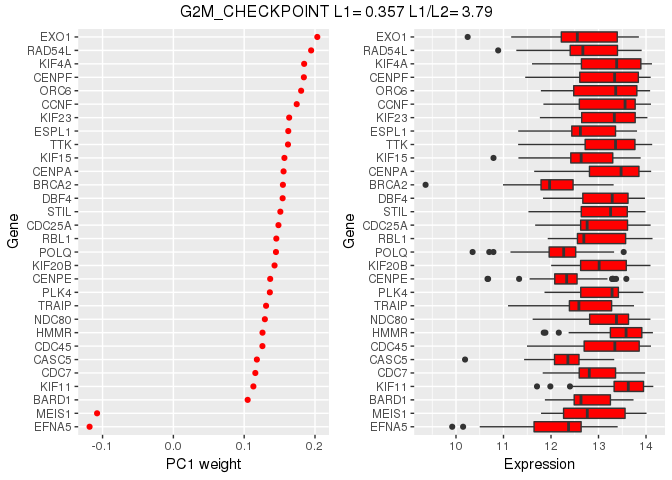 G2M_CHECKPOINT L1= 0.357 L1/L2= 3.79
Gene
EXO1
RAD54L
KIF4A
CENPF
ORC6
CCNF
KIF23
ESPL1
TTK
KIF15
CENPA
BRCA2
DBF4
STIL
CDC25A
RBL1
POLQ
KIF20B
CENPE
PLK4
TRAIP
NDC80
HMMR
CDC45
CASC5
CDC7
KIF11
BARD1
MEIS1
EFNA5
-0.1 0.0 0.1 0.2
PC1 weight
Gene
EXO1
RAD54L
KIF4A
CENPF
ORC6
CCNF
KIF23
ESPL1
TTK
KIF15
CENPA
BRCA2
DBF4
STIL
CDC25A
RBL1
POLQ
KIF20B
CENPE
PLK4
TRAIP
NDC80
HMMR
CDC45
CASC5
CDC7
KIF11
BARD1
MEIS1
EFNA5
10 11 12 13 14
Expression